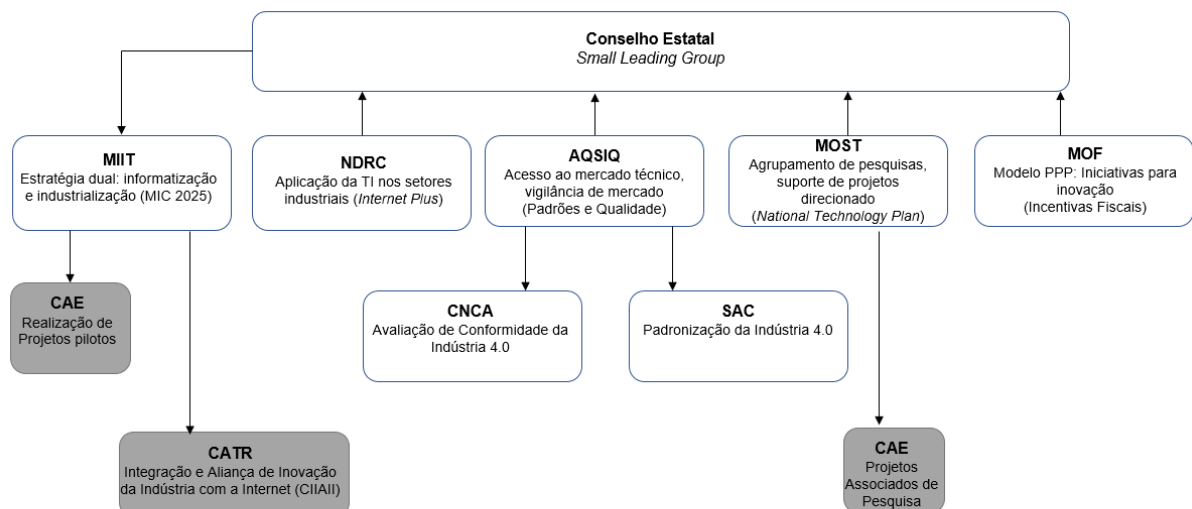 Conselho Estatal
Small Leading Group
MIIT
Estratégia dual: informatização
e industrialização (MIC 2025)
NDRC
Aplicação da TI nos setores
industriais (Internet Plus)
AQSIQ
Acesso ao mercado técnico,
vigilância de mercado
(Padrões e Qualidade)
MOST
Agrupamento de pesquisas,
suporte de projetos
direcionado
(National Technology Plan)
MOF
Modelo PPP: Iniciativas para
inovação
(Incentivas Fiscais)
CAE
Realização de
Projetos pilotos
CNCA
Avaliação de Conformidade da
Indústria 4.0
SAC
Padronização da Indústria 4.0
CATR
Integração e Aliança de Inovação
da Indústria com a Internet (CIIAII)
CAE
Projetos
Associados de
Pesquisa